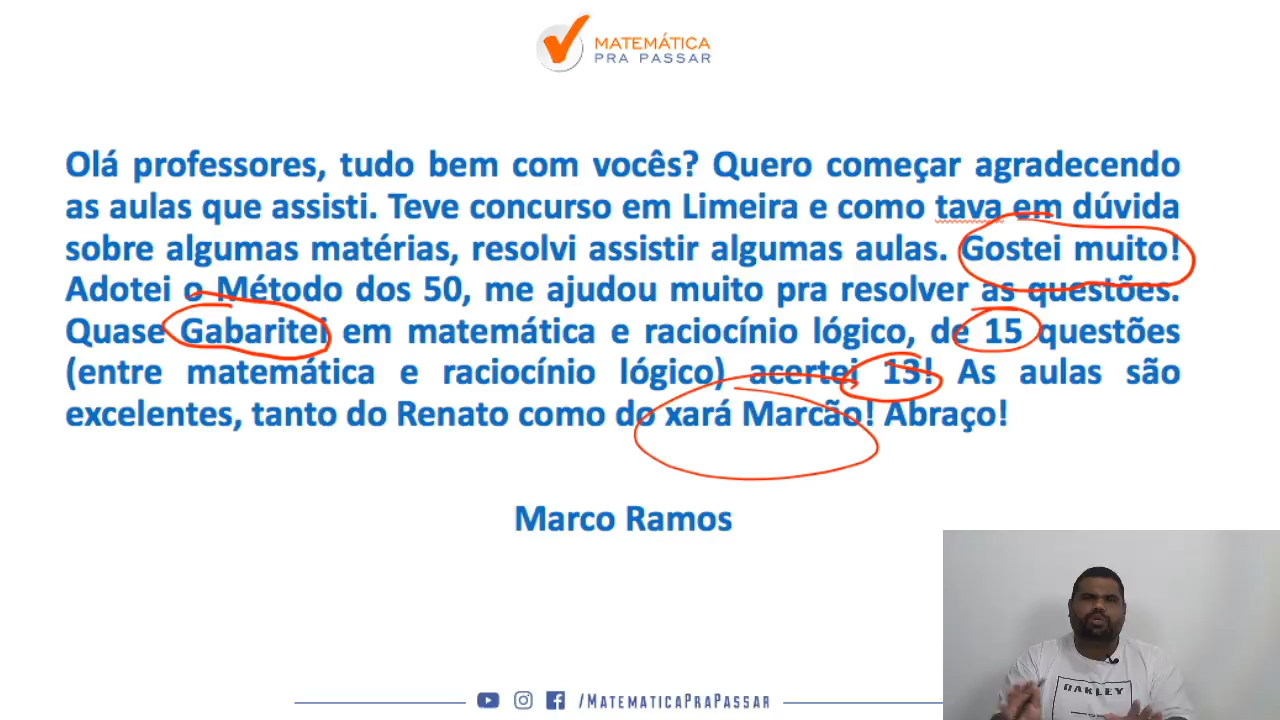 MATEMÁTICA
PRA PASSAR
Olá professores, tudo bem com vocês? Quero começar agradecendo
as aulas que assisti. Teve concurso em Limeira e como tava em dúvida
sobre algumas matérias, resolvi assistir algumas aulas. Gostei muito!
Adotei o Método dos 50, me ajudou muito pra resolver as questões.
Quase Gabaritei em matemática e raciocínio lógico, de 15 questões
(entre matemática e raciocínio lógico) acertei 13! As aulas são
excelentes, tanto do Renato como do xará Marcão! Abraço!
Marco Ramos
OAKLEY
/MATEMATICAPRAPASSAR